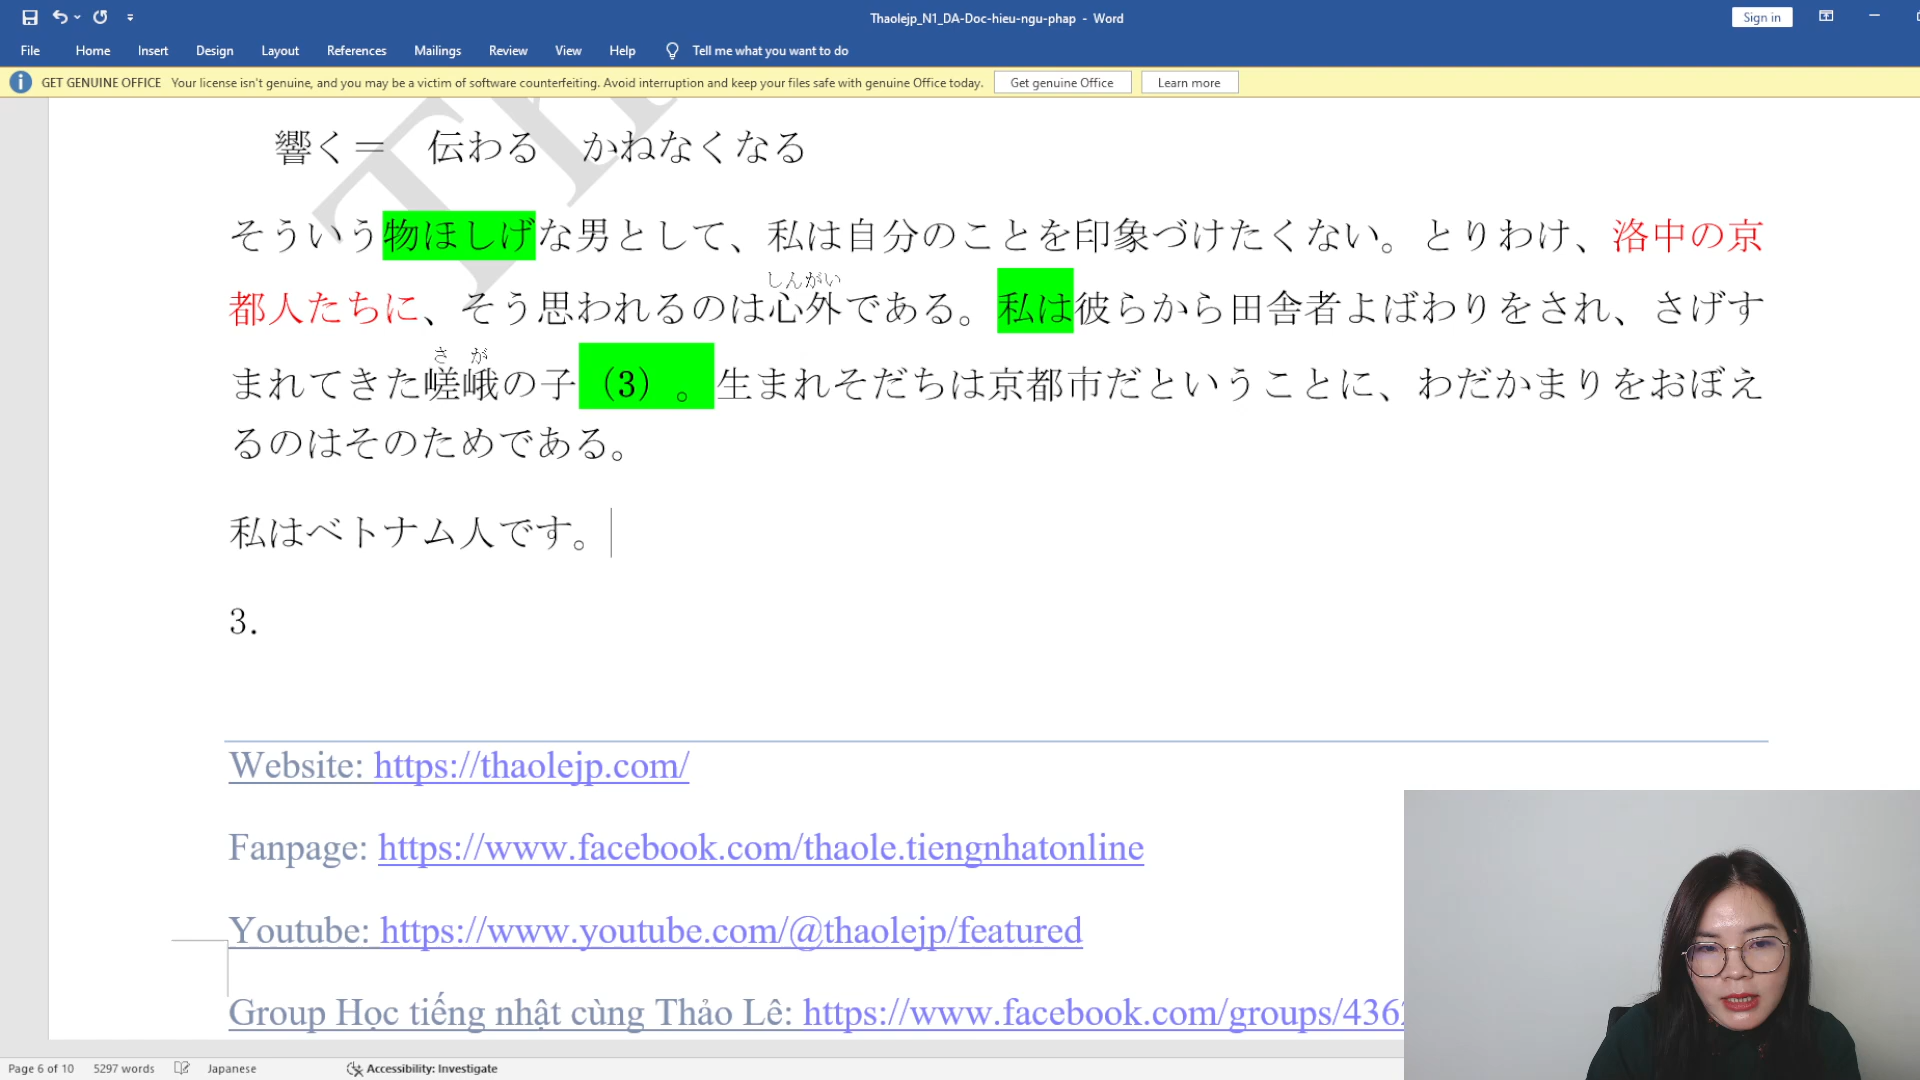 Thaolejp_N1_DA-Doc-hieu-ngu-phap - Word
Sign in
File Home Insert Design Layout References Mailings Review View Help Tell me what you want to do
GET GENUINE OFFICE Your license isn't genuine, and you may be a victim of software counterfeiting. Avoid interruption and keep your files safe with genuine Office today. Get genuine Office Learn more
響く＝　伝わる　かねなくなる
そういう物ほしげな男として、私は自分のことを印象づけたくない。とりわけ、洛中の京
都人たちに、そう思われるのは心外である。私は彼らから田舎者よばわりをされ、さげす
しんがい
まれてきた嵯峨の子（3）。生まれそだちは京都市だということに、わだかまりをおぼえ
さ が
るのはそのためである。
私はベトナム人です。
3.
Website: https://thaolejp.com/
Fanpage: https://www.facebook.com/thaole.tiengnhatonline
Youtube: https://www.youtube.com/@thaolejp/featured
Group Học tiếng nhật cùng Thảo Lê: https://www.facebook.com/groups/436
Page 6 of 10 5297 words Japanese Accessibility: Investigate